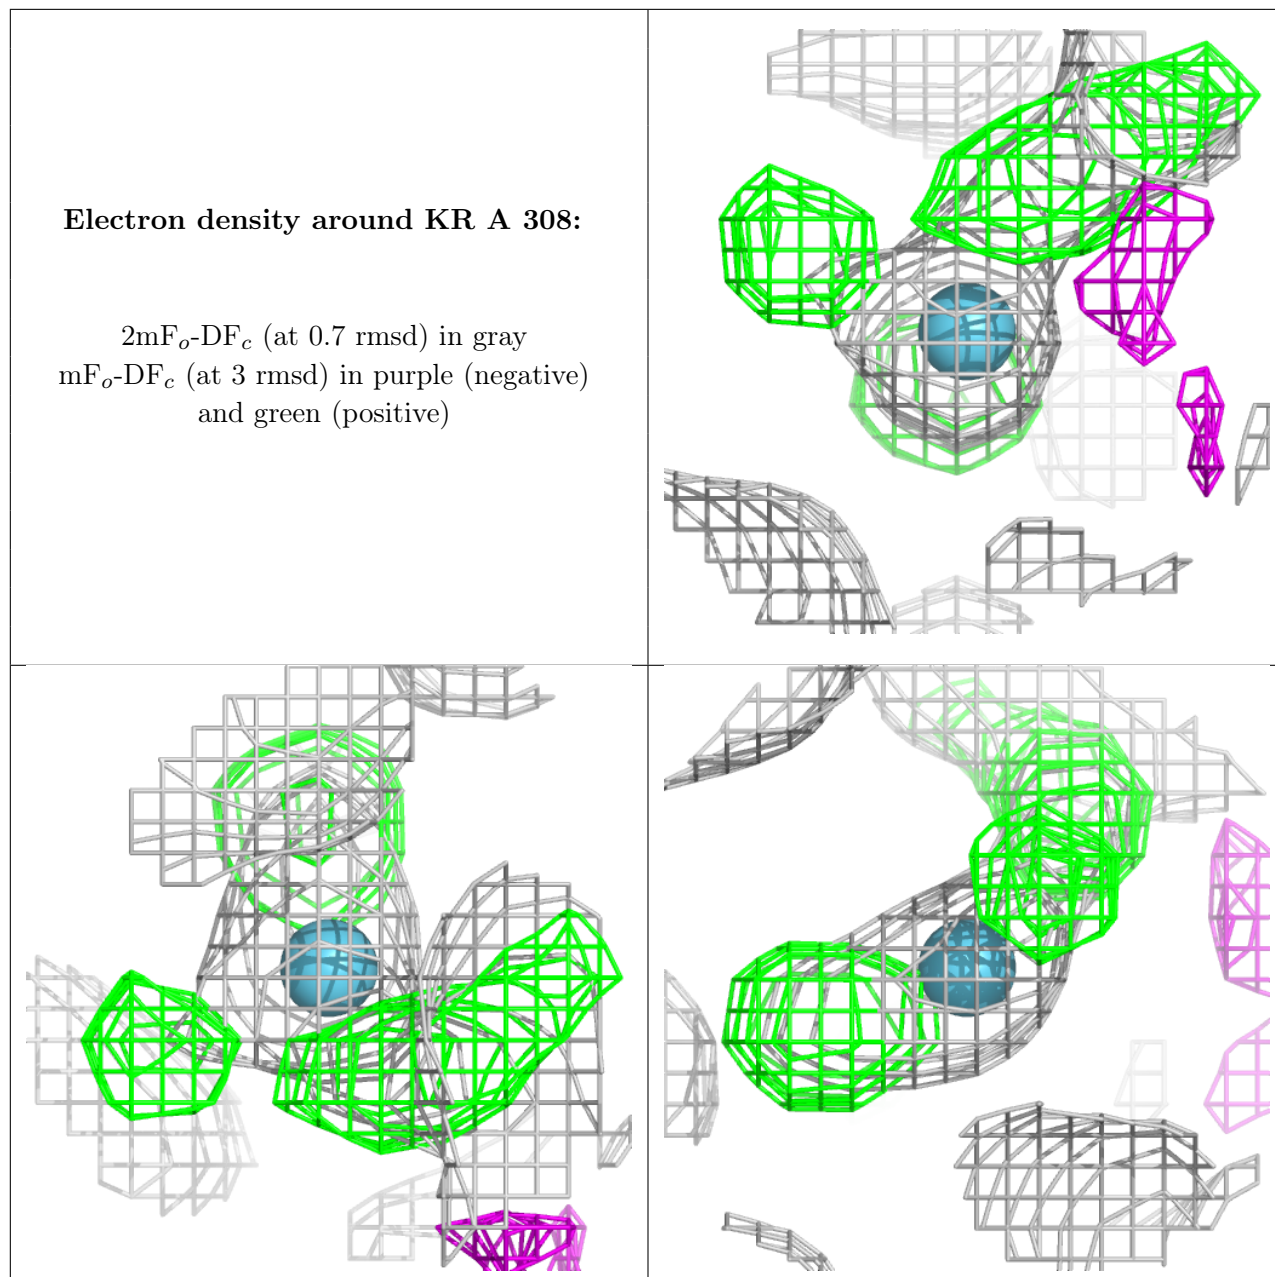 Electron density around KR A 308:
2mFo-DFc (at 0.7 rmsd) in gray
mFo-DFc (at 3 rmsd) in purple (negative)
and green (positive)